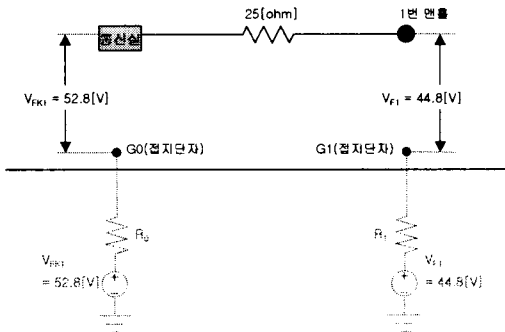 25[ohm]
1번 맨홀
통신실
V_FK1 = 52.8[V]
V_F1 = 44.8[V]
G0(접지단자)
G1(접지단자)
R_0
R_1
V_FK1
= 52.8[V]
V_F1
= 44.8[V]